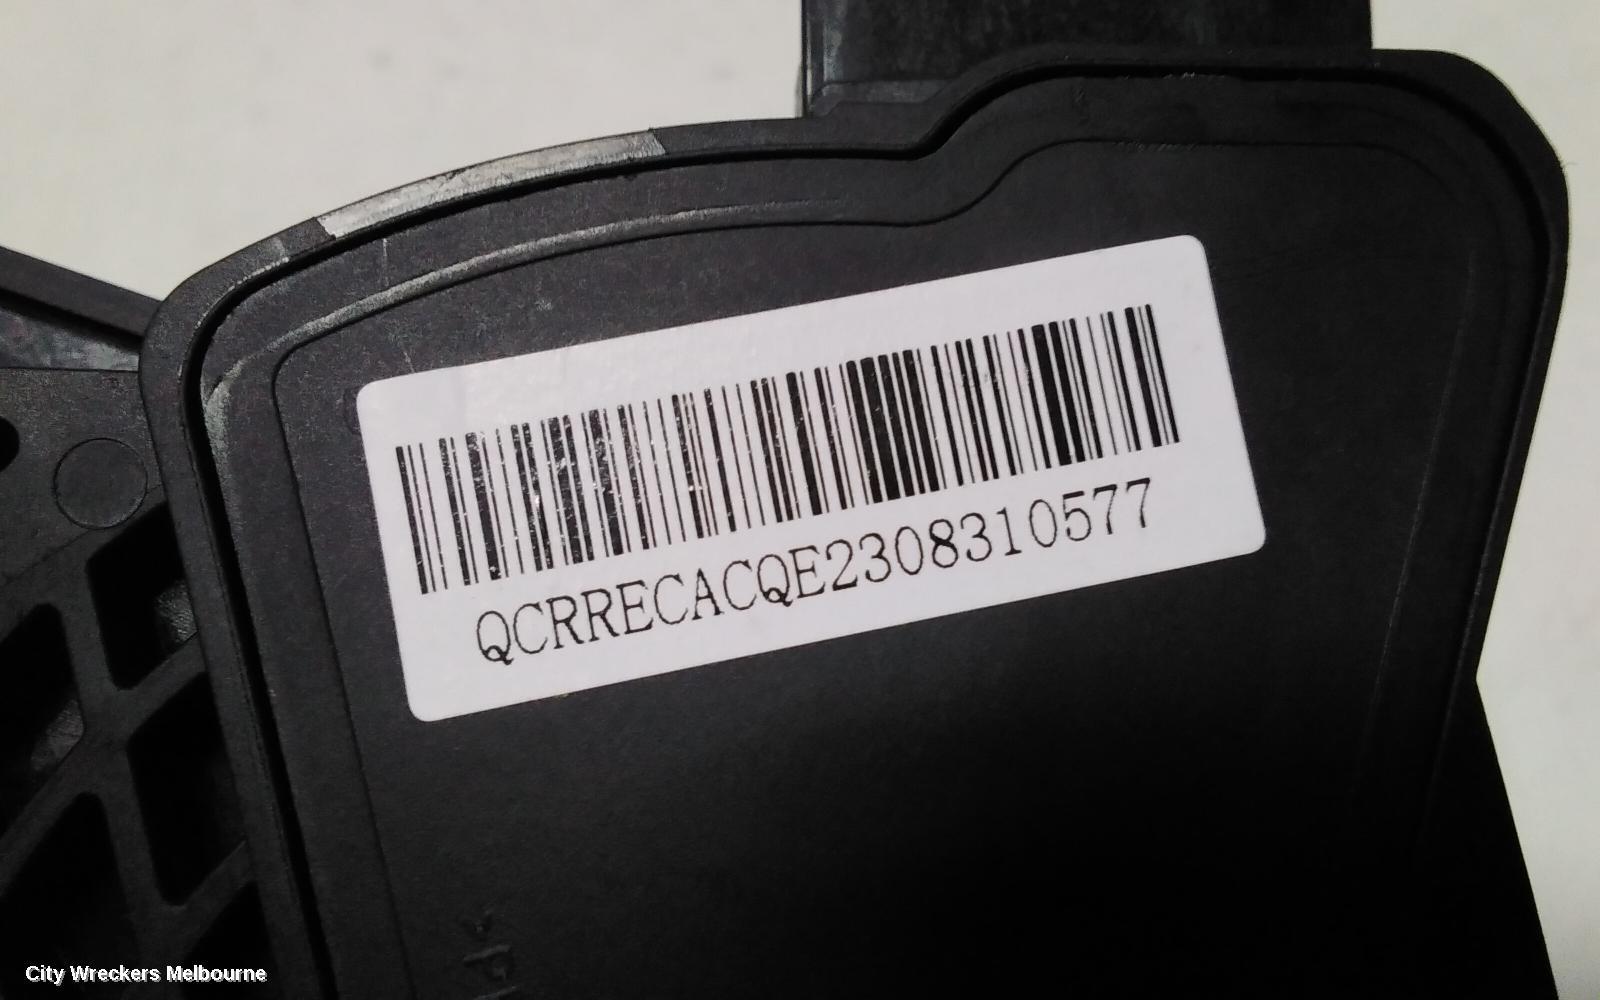 QCRRECACQE2308310577
City Wreckers Melbourne